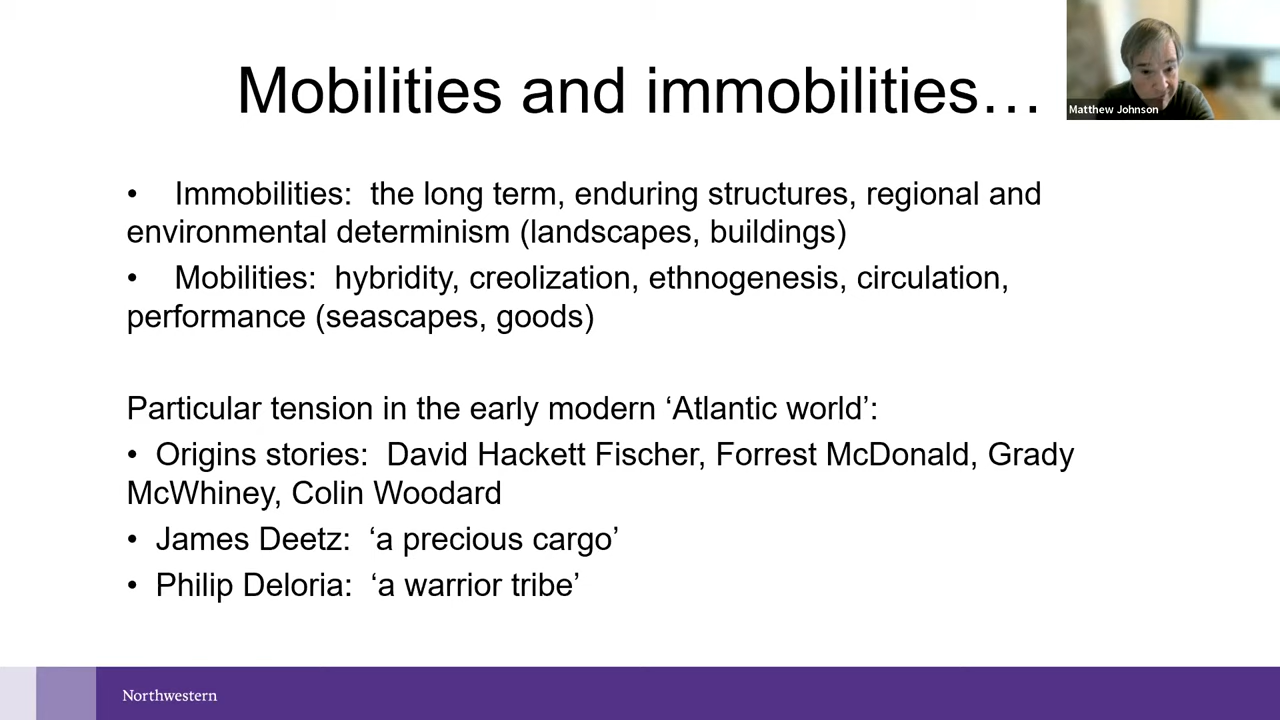 Mobilities and immobilities…
Matthew Johnson
• Immobilities: the long term, enduring structures, regional and
environmental determinism (landscapes, buildings)
• Mobilities: hybridity, creolization, ethnogenesis, circulation,
performance (seascapes, goods)
Particular tension in the early modern ‘Atlantic world’:
• Origins stories: David Hackett Fischer, Forrest McDonald, Grady
McWhiney, Colin Woodard
• James Deetz: ‘a precious cargo’
• Philip Deloria: ‘a warrior tribe’
Northwestern